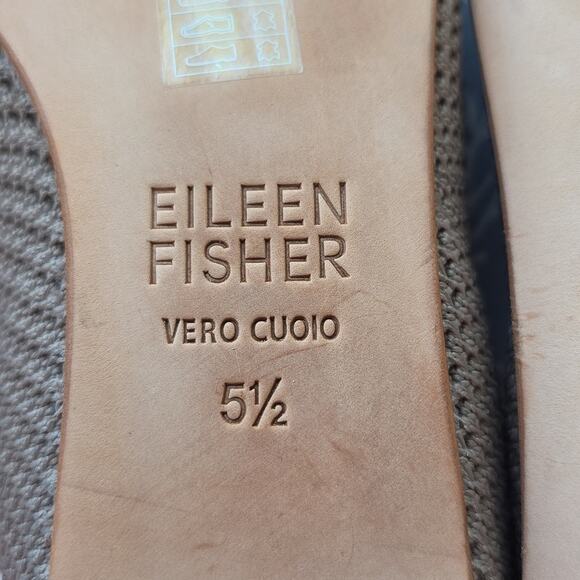 EILEEN
FISHER
VERO CUOIO
5½